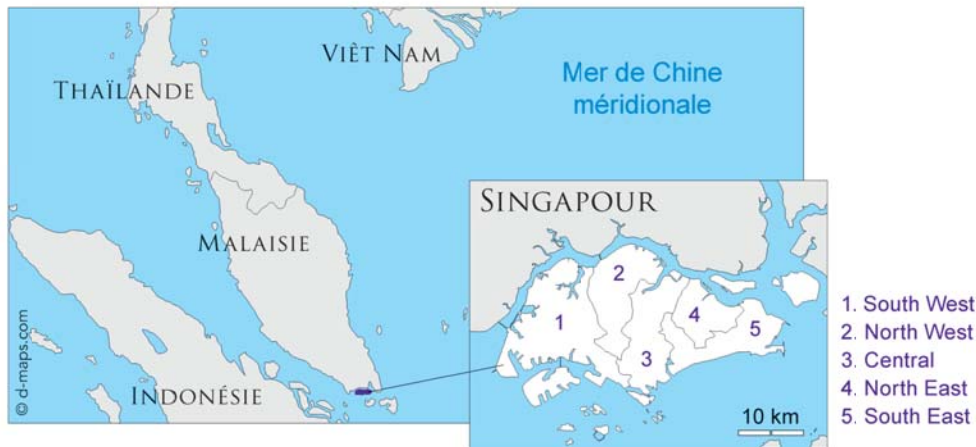 VIÊT NAM
THAÏLANDE
Mer de Chine
méridionale
MALAISIE
INDONÉSIE
© d-maps.com
SINGAPOUR
1
2
3
4
5
10 km
1. South West
2. North West
3. Central
4. North East
5. South East